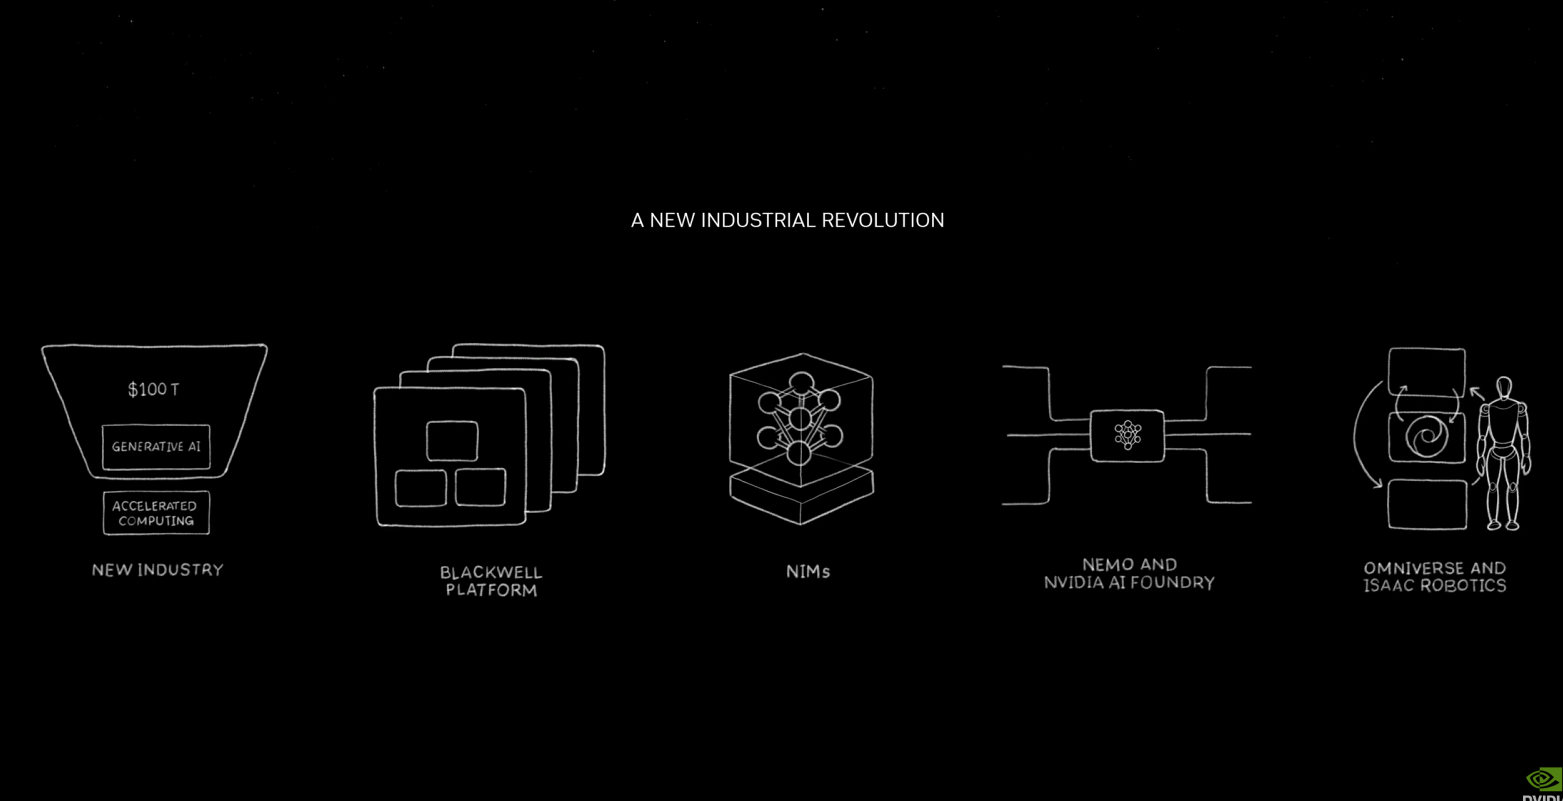 A NEW INDUSTRIAL REVOLUTION
$100 T
GENERATIVE AI
ACCELERATED
COMPUTING
NEW INDUSTRY
BLACKWELL
PLATFORM
NIMs
NEMO AND
NVIDIA AI FOUNDRY
OMNIVERSE AND
ISAAC ROBOTICS